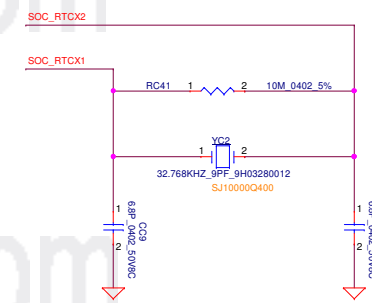 SOC_RTCX2
SOC_RTCX1
RC41 1 2 10M_0402_5%
YC2
1 2
32.768KHZ_9PF_9H03280012
SJ10000Q400
1 1
6.8P_0402_50V8C
CC9
2 2